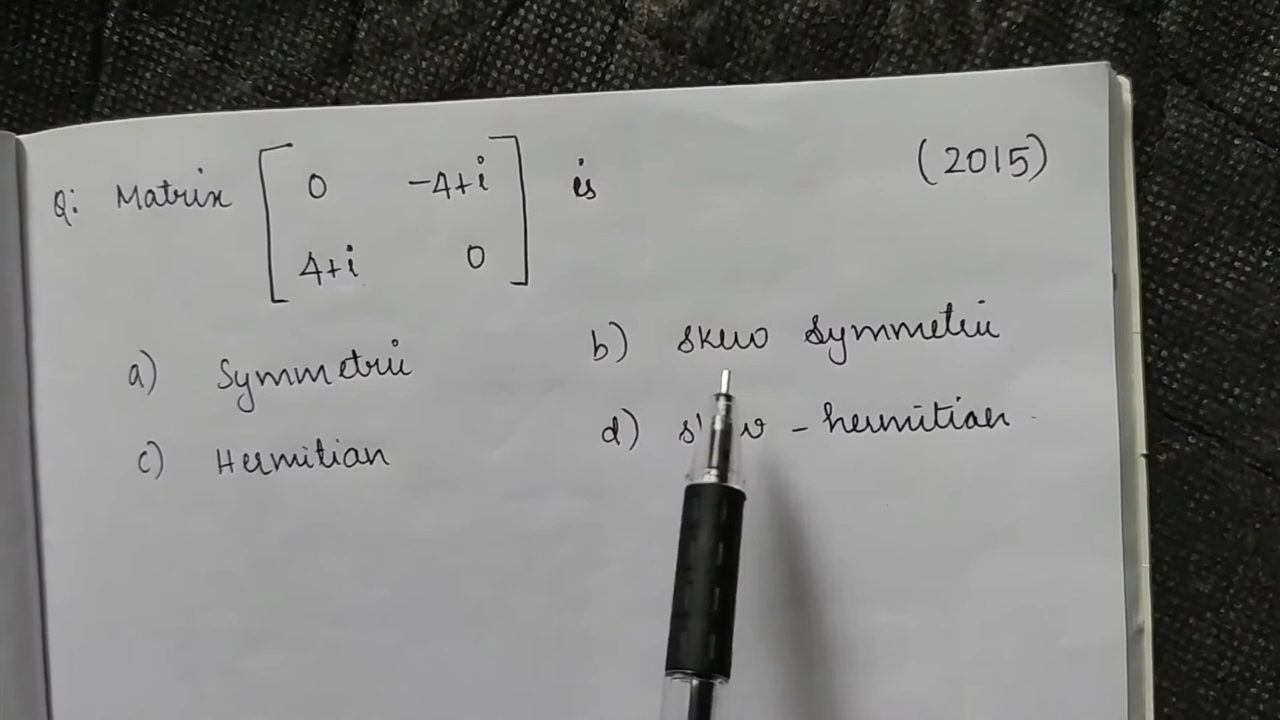 Q: Matrix [ 0 -4+i is (2015)
4+i 0 ]
a) Symmetric b) Skew Symmetric
c) Hermitian d) - hermitian